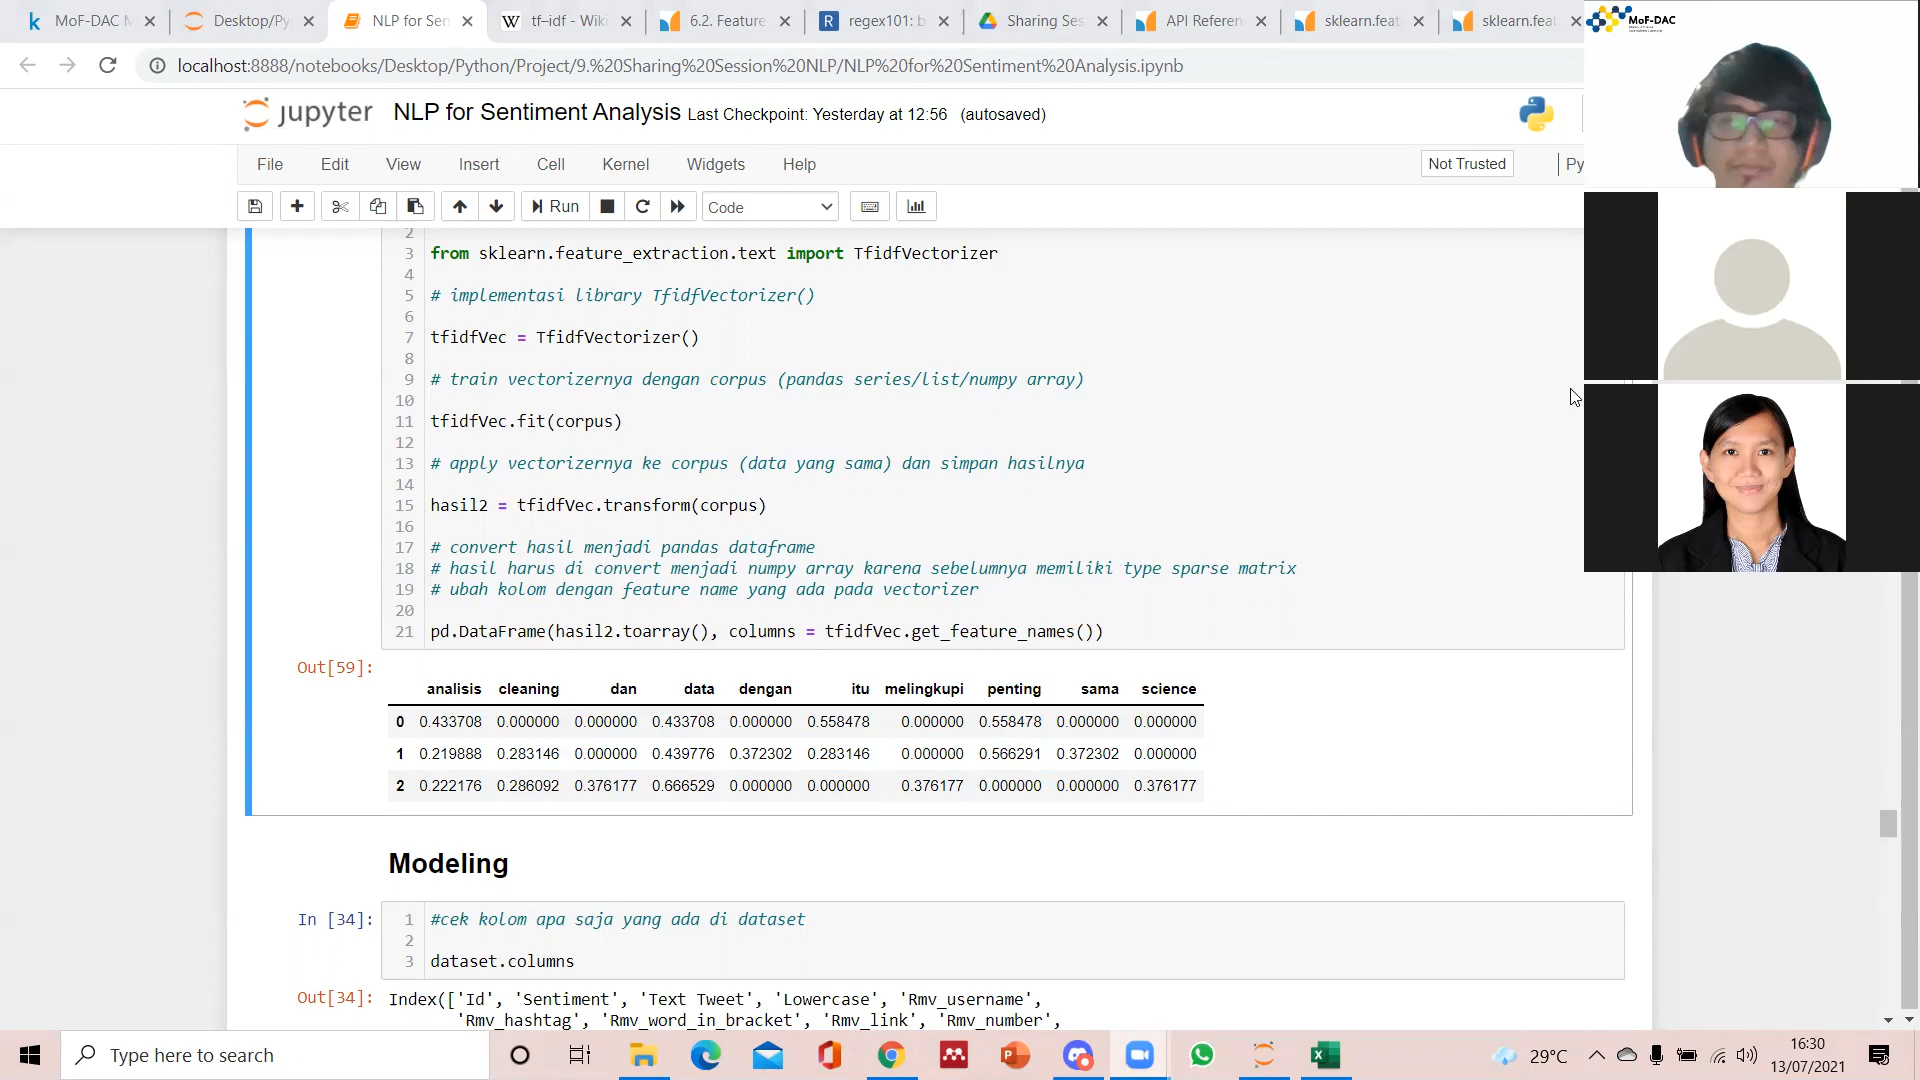 MoF-DAC M
Desktop/Py
NLP for Sen
tf–idf - Wiki
6.2. Feature
regex101: b
Sharing Ses
API Referen
sklearn.feat
sklearn.feat
MoF-DAC
localhost:8888/notebooks/Desktop/Python/Project/9.%20Sharing%20Session%20NLP/NLP%20for%20Sentiment%20Analysis.ipynb
jupyter NLP for Sentiment Analysis Last Checkpoint: Yesterday at 12:56 (autosaved)
File Edit View Insert Cell Kernel Widgets Help Not Trusted Py
Run Code
2
3 from sklearn.feature_extraction.text import TfidfVectorizer
4
5 # implementasi library TfidfVectorizer()
6
7 tfidfVec = TfidfVectorizer()
8
9 # train vectorizernya dengan corpus (pandas series/list/numpy array)
10
11 tfidfVec.fit(corpus)
12
13 # apply vectorizernya ke corpus (data yang sama) dan simpan hasilnya
14
15 hasil2 = tfidfVec.transform(corpus)
16
17 # convert hasil menjadi pandas dataframe
18 # hasil harus di convert menjadi numpy array karena sebelumnya memiliki type sparse matrix
19 # ubah kolom dengan feature name yang ada pada vectorizer
20
21 pd.DataFrame(hasil2.toarray(), columns = tfidfVec.get_feature_names())
Out[59]:
analisis cleaning dan data dengan itu melingkupi penting sama science
0 0.433708 0.000000 0.000000 0.433708 0.000000 0.558478 0.000000 0.558478 0.000000 0.000000
1 0.219888 0.283146 0.000000 0.439776 0.372302 0.283146 0.000000 0.566291 0.372302 0.000000
2 0.222176 0.286092 0.376177 0.666529 0.000000 0.000000 0.376177 0.000000 0.000000 0.376177
Modeling
In [34]: 1 #cek kolom apa saja yang ada di dataset
2
3 dataset.columns
Out[34]: Index(['Id', 'Sentiment', 'Text Tweet', 'Lowercase', 'Rmv_username',
'Rmv_hashtag', 'Rmv_word_in_bracket', 'Rmv_link', 'Rmv_number',
Type here to search
29°C
16:30
13/07/2021